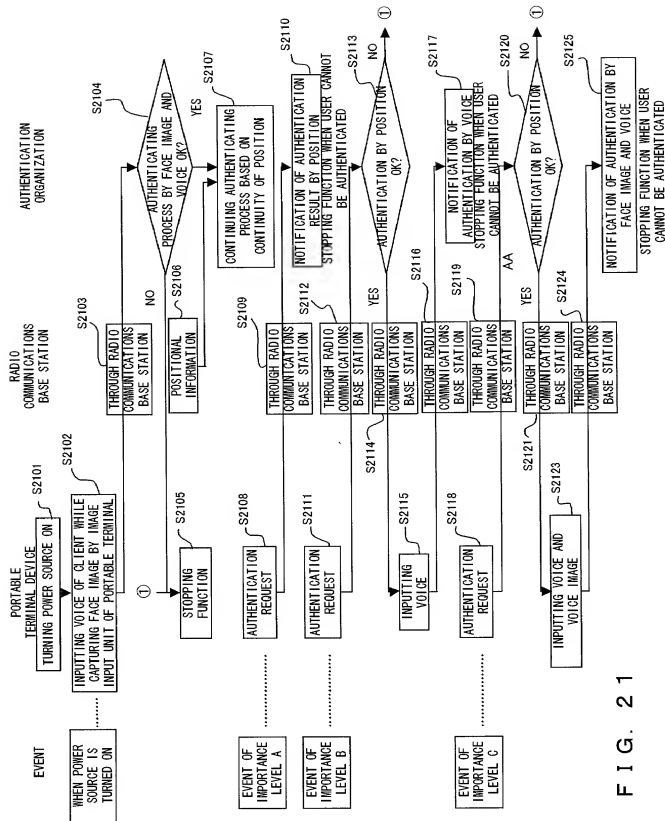 EVENT
PORTABLE
TERMINAL DEVICE
RADIO
COMMUNICATIONS
BASE STATION
AUTHENTICATION
ORGANIZATION
WHEN POWER
SOURCE IS
TURNED ON
S2101
TURNING POWER SOURCE ON
S2102
INPUTTING VOICE OF CLIENT WHILE
CAPTURING FACE IMAGE BY IMAGE
INPUT UNIT OF PORTABLE TERMINAL
S2103
THROUGH RADIO
COMMUNICATIONS
BASE STATION
S2104
AUTHENTICATING
PROCESS BY FACE IMAGE AND
VOICE OK?
NO
YES
①
S2105
STOPPING
FUNCTION
S2106
POSITIONAL
INFORMATION
S2107
CONTINUING AUTHENTICATING
PROCESS BASED ON
CONTINUITY OF POSITION
EVENT OF
IMPORTANCE
LEVEL A
S2108
AUTHENTICATION
REQUEST
S2109
THROUGH RADIO
COMMUNICATIONS
BASE STATION
S2110
NOTIFICATION OF AUTHENTICATION
RESULT BY POSITION
STOPPING FUNCTION WHEN USER CANNOT
BE AUTHENTICATED
EVENT OF
IMPORTANCE
LEVEL B
S2111
AUTHENTICATION
REQUEST
S2112
THROUGH RADIO
COMMUNICATIONS
BASE STATION
S2113
AUTHENTICATION BY POSITION
OK?
NO
①
YES
S2114
THROUGH RADIO
COMMUNICATIONS
BASE STATION
S2115
INPUTTING
VOICE
S2116
THROUGH RADIO
COMMUNICATIONS
BASE STATION
S2117
NOTIFICATION OF
AUTHENTICATION BY VOICE
STOPPING FUNCTION WHEN USER
CANNOT BE AUTHENTICATED
EVENT OF
IMPORTANCE
LEVEL C
S2118
AUTHENTICATION
REQUEST
S2119
THROUGH RADIO
COMMUNICATIONS
BASE STATION
AA
S2120
AUTHENTICATION BY POSITION
OK?
NO
①
YES
S2121
THROUGH RADIO
COMMUNICATIONS
BASE STATION
S2123
INPUTTING VOICE AND
VOICE IMAGE
S2124
THROUGH RADIO
COMMUNICATIONS
BASE STATION
S2125
NOTIFICATION OF AUTHENTICATION BY
FACE IMAGE AND VOICE
STOPPING FUNCTION WHEN USER
CANNOT BE AUTHENTICATED
FIG. 21